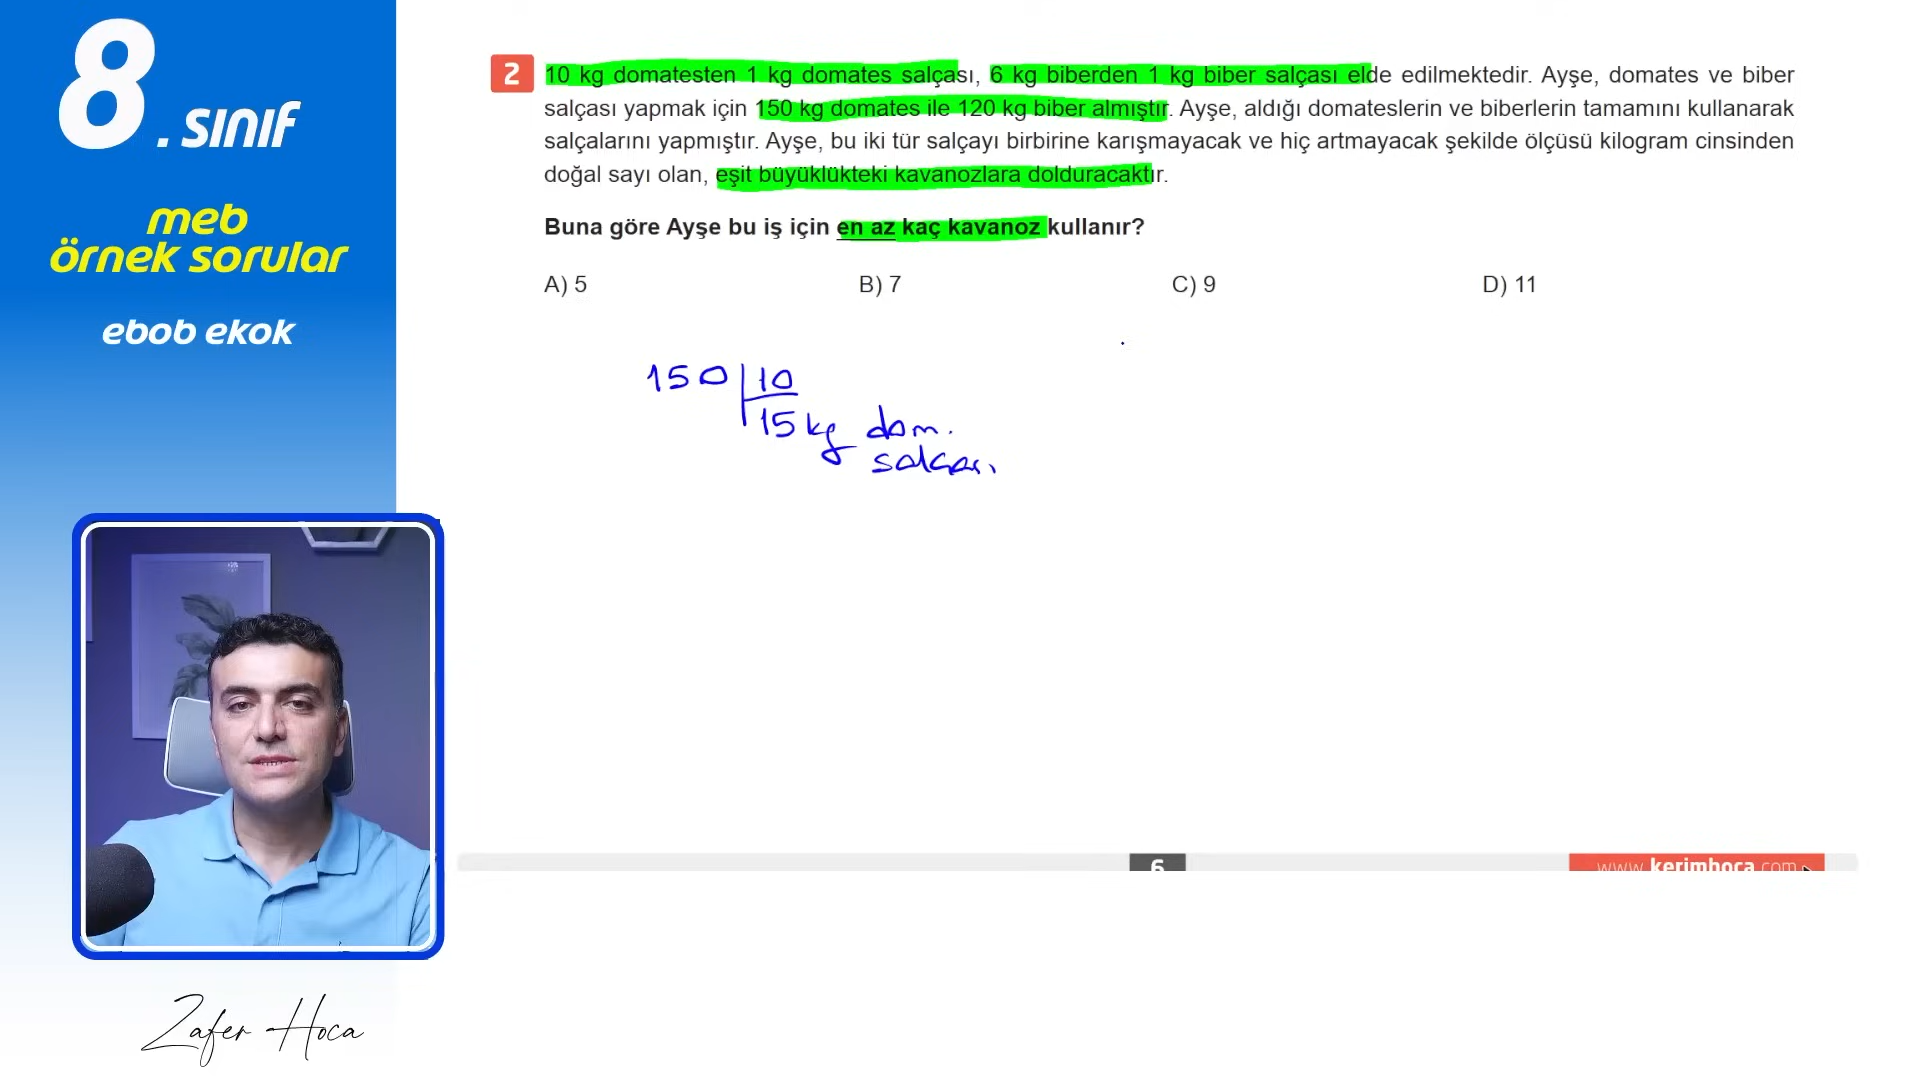 8. sınıf
meb
örnek sorular
ebob ekok
2
10 kg domatesten 1 kg domates salçası, 6 kg biberden 1 kg biber salçası elde edilmektedir. Ayşe, domates ve biber
salçası yapmak için 150 kg domates ile 120 kg biber almıştır. Ayşe, aldığı domateslerin ve biberlerin tamamını kullanarak
salçalarını yapmıştır. Ayşe, bu iki tür salçayı birbirine karışmayacak ve hiç artmayacak şekilde ölçüsü kilogram cinsinden
doğal sayı olan, eşit büyüklükteki kavanozlara dolduracaktır.
Buna göre Ayşe bu iş için en az kaç kavanoz kullanır?
A) 5 B) 7 C) 9 D) 11
150 10
15 kg dom.
salçası
6
www.kerimhoca.com
Zafer Hoca